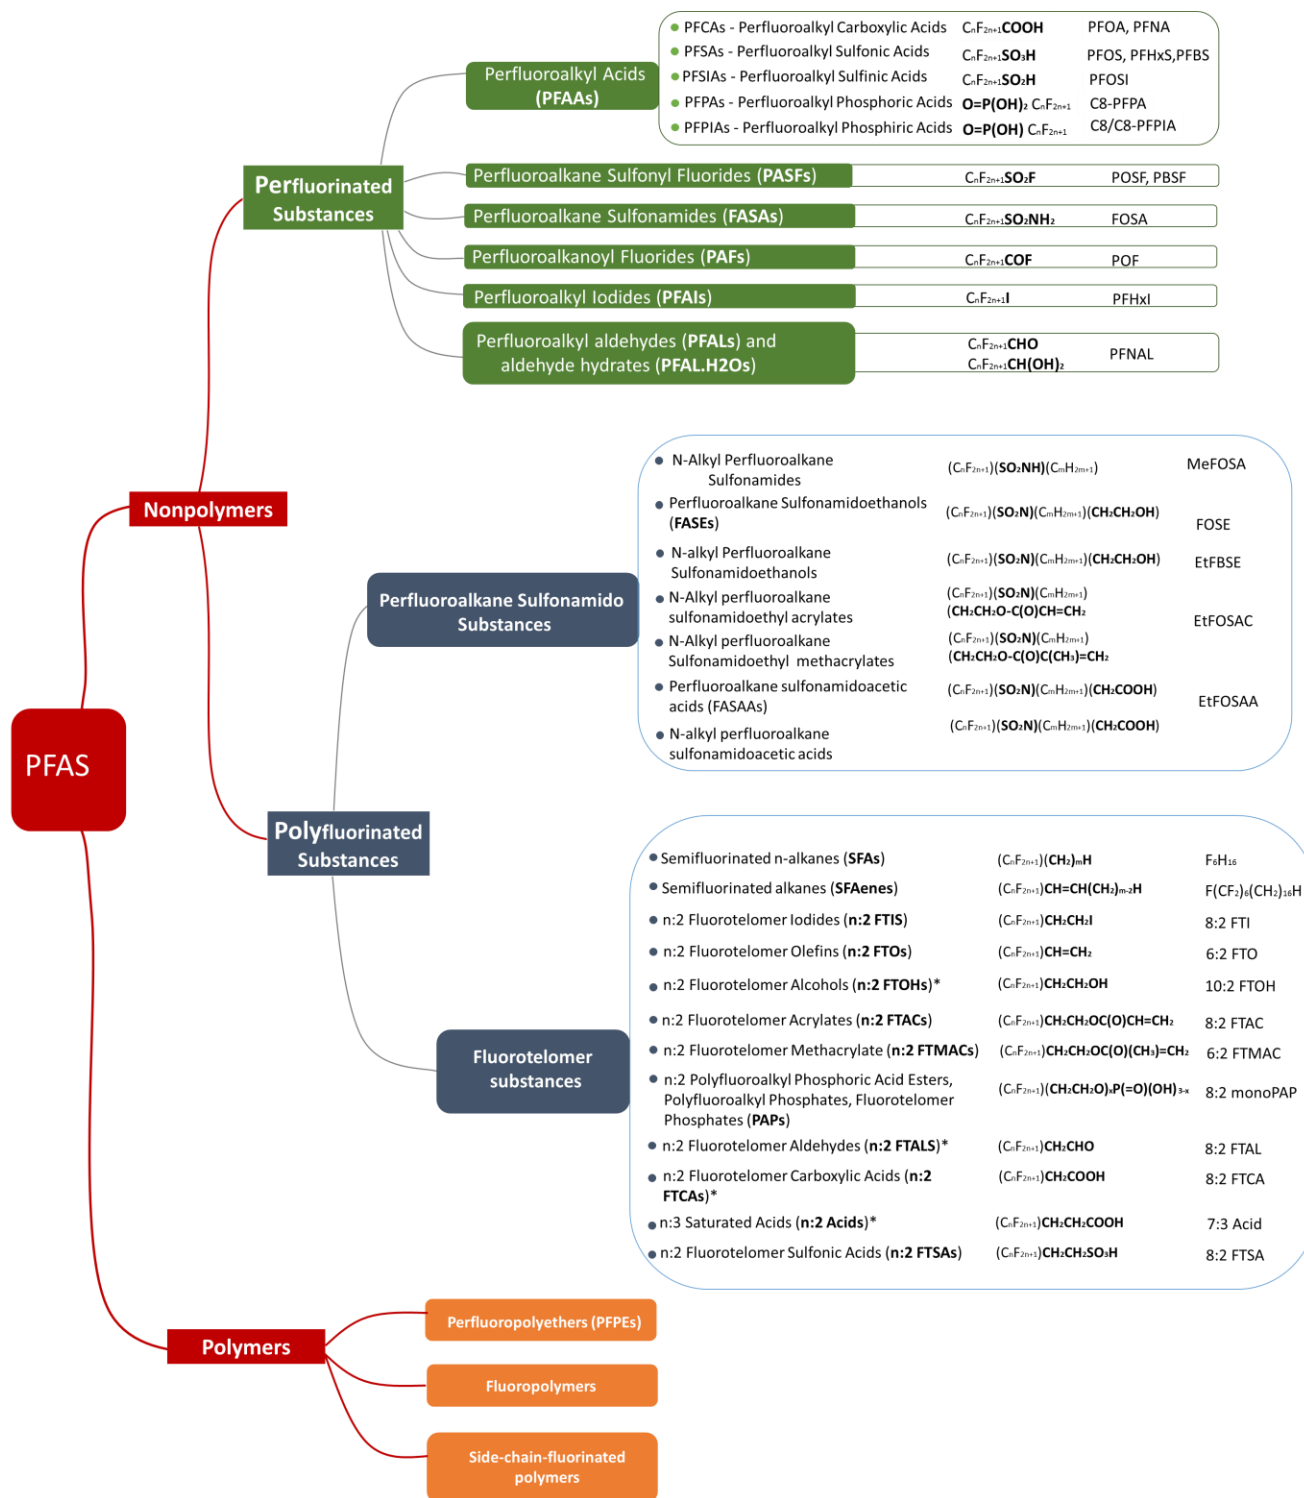 PFCAs - Perfluoroalkyl Carboxylic Acids CₙF₂ₙ₊₁COOH PFOA, PFNA
PFSAs - Perfluoroalkyl Sulfonic Acids CₙF₂ₙ₊₁SO₃H PFOS, PFHxS,PFBS
PFSIAs - Perfluoroalkyl Sulfinic Acids CₙF₂ₙ₊₁SO₂H PFOSI
PFPAs - Perfluoroalkyl Phosphoric Acids O=P(OH)₂ CₙF₂ₙ₊₁ C8-PFPA
PFPIAs - Perfluoroalkyl Phosphiric Acids O=P(OH) CₙF₂ₙ₊₁ C8/C8-PFPIA
Perfluoroalkyl Acids
(PFAAs)
Perfluorinated
Substances
Perfluoroalkane Sulfonyl Fluorides (PASFs) CₙF₂ₙ₊₁SO₂F POSF, PBSF
Perfluoroalkane Sulfonamides (FASAs) CₙF₂ₙ₊₁SO₂NH₂ FOSA
Perfluoroalkanoyl Fluorides (PAFs) CₙF₂ₙ₊₁COF POF
Perfluoroalkyl Iodides (PFAIs) CₙF₂ₙ₊₁I PFHxI
Perfluoroalkyl aldehydes (PFALs) and CₙF₂ₙ₊₁CHO
aldehyde hydrates (PFAL.H2Os) CₙF₂ₙ₊₁CH(OH)₂ PFNAL
Nonpolymers
Perfluoroalkane Sulfonamido
Substances
N-Alkyl Perfluoroalkane
Sulfonamides (CₙF₂ₙ₊₁)(SO₂NH)(CₘH₂ₘ₊₁) MeFOSA
Perfluoroalkane Sulfonamidoethanols
(FASEs) (CₙF₂ₙ₊₁)(SO₂N)(CₘH₂ₘ₊₁)(CH₂CH₂OH) FOSE
N-alkyl Perfluoroalkane
Sulfonamidoethanols (CₙF₂ₙ₊₁)(SO₂N)(CₘH₂ₘ₊₁)(CH₂CH₂OH) EtFBSE
N-Alkyl perfluoroalkane (CₙF₂ₙ₊₁)(SO₂N)(CₘH₂ₘ₊₁)
sulfonamidoethyl acrylates (CH₂CH₂O-C(O)CH=CH₂ EtFOSAC
N-Alkyl perfluoroalkane (CₙF₂ₙ₊₁)(SO₂N)(CₘH₂ₘ₊₁)
Sulfonamidoethyl methacrylates (CH₂CH₂O-C(O)C(CH₃)=CH₂
Perfluoroalkane sulfonamidoacetic (CₙF₂ₙ₊₁)(SO₂N)(CₘH₂ₘ₊₁)(CH₂COOH)
acids (FASAAs) EtFOSAA
N-alkyl perfluoroalkane (CₙF₂ₙ₊₁)(SO₂N)(CₘH₂ₘ₊₁)(CH₂COOH)
sulfonamidoacetic acids
PFAS
Polyfluorinated
Substances
Fluorotelomer
substances
Semifluorinated n-alkanes (SFAs) (CₙF₂ₙ₊₁)(CH₂)ₘH F₆H₁₆
Semifluorinated alkanes (SFAenes) (CₙF₂ₙ₊₁)CH=CH(CH₂)ₘ₋₂H F(CF₂)₆(CH₂)₁₆H
n:2 Fluorotelomer Iodides (n:2 FTIS) (CₙF₂ₙ₊₁)CH₂CH₂I 8:2 FTI
n:2 Fluorotelomer Olefins (n:2 FTOs) (CₙF₂ₙ₊₁)CH=CH₂ 6:2 FTO
n:2 Fluorotelomer Alcohols (n:2 FTOHs)* (CₙF₂ₙ₊₁)CH₂CH₂OH 10:2 FTOH
n:2 Fluorotelomer Acrylates (n:2 FTACs) (CₙF₂ₙ₊₁)CH₂CH₂OC(O)CH=CH₂ 8:2 FTAC
n:2 Fluorotelomer Methacrylate (n:2 FTMACs) (CₙF₂ₙ₊₁)CH₂CH₂OC(O)(CH₃)=CH₂ 6:2 FTMAC
n:2 Polyfluoroalkyl Phosphoric Acid Esters, (CₙF₂ₙ₊₁)(CH₂CH₂O)ₓP(=O)(OH)₃₋ₓ 8:2 monoPAP
Polyfluoroalkyl Phosphates, Fluorotelomer
Phosphates (PAPs)
n:2 Fluorotelomer Aldehydes (n:2 FTALS)* (CₙF₂ₙ₊₁)CH₂CHO 8:2 FTAL
n:2 Fluorotelomer Carboxylic Acids (n:2 (CₙF₂ₙ₊₁)CH₂COOH 8:2 FTCA
FTCAs)*
n:3 Saturated Acids (n:2 Acids)* (CₙF₂ₙ₊₁)CH₂CH₂COOH 7:3 Acid
n:2 Fluorotelomer Sulfonic Acids (n:2 FTSAs) (CₙF₂ₙ₊₁)CH₂CH₂SO₃H 8:2 FTSA
Polymers
Perfluoropolyethers (PFPEs)
Fluoropolymers
Side-chain-fluorinated
polymers